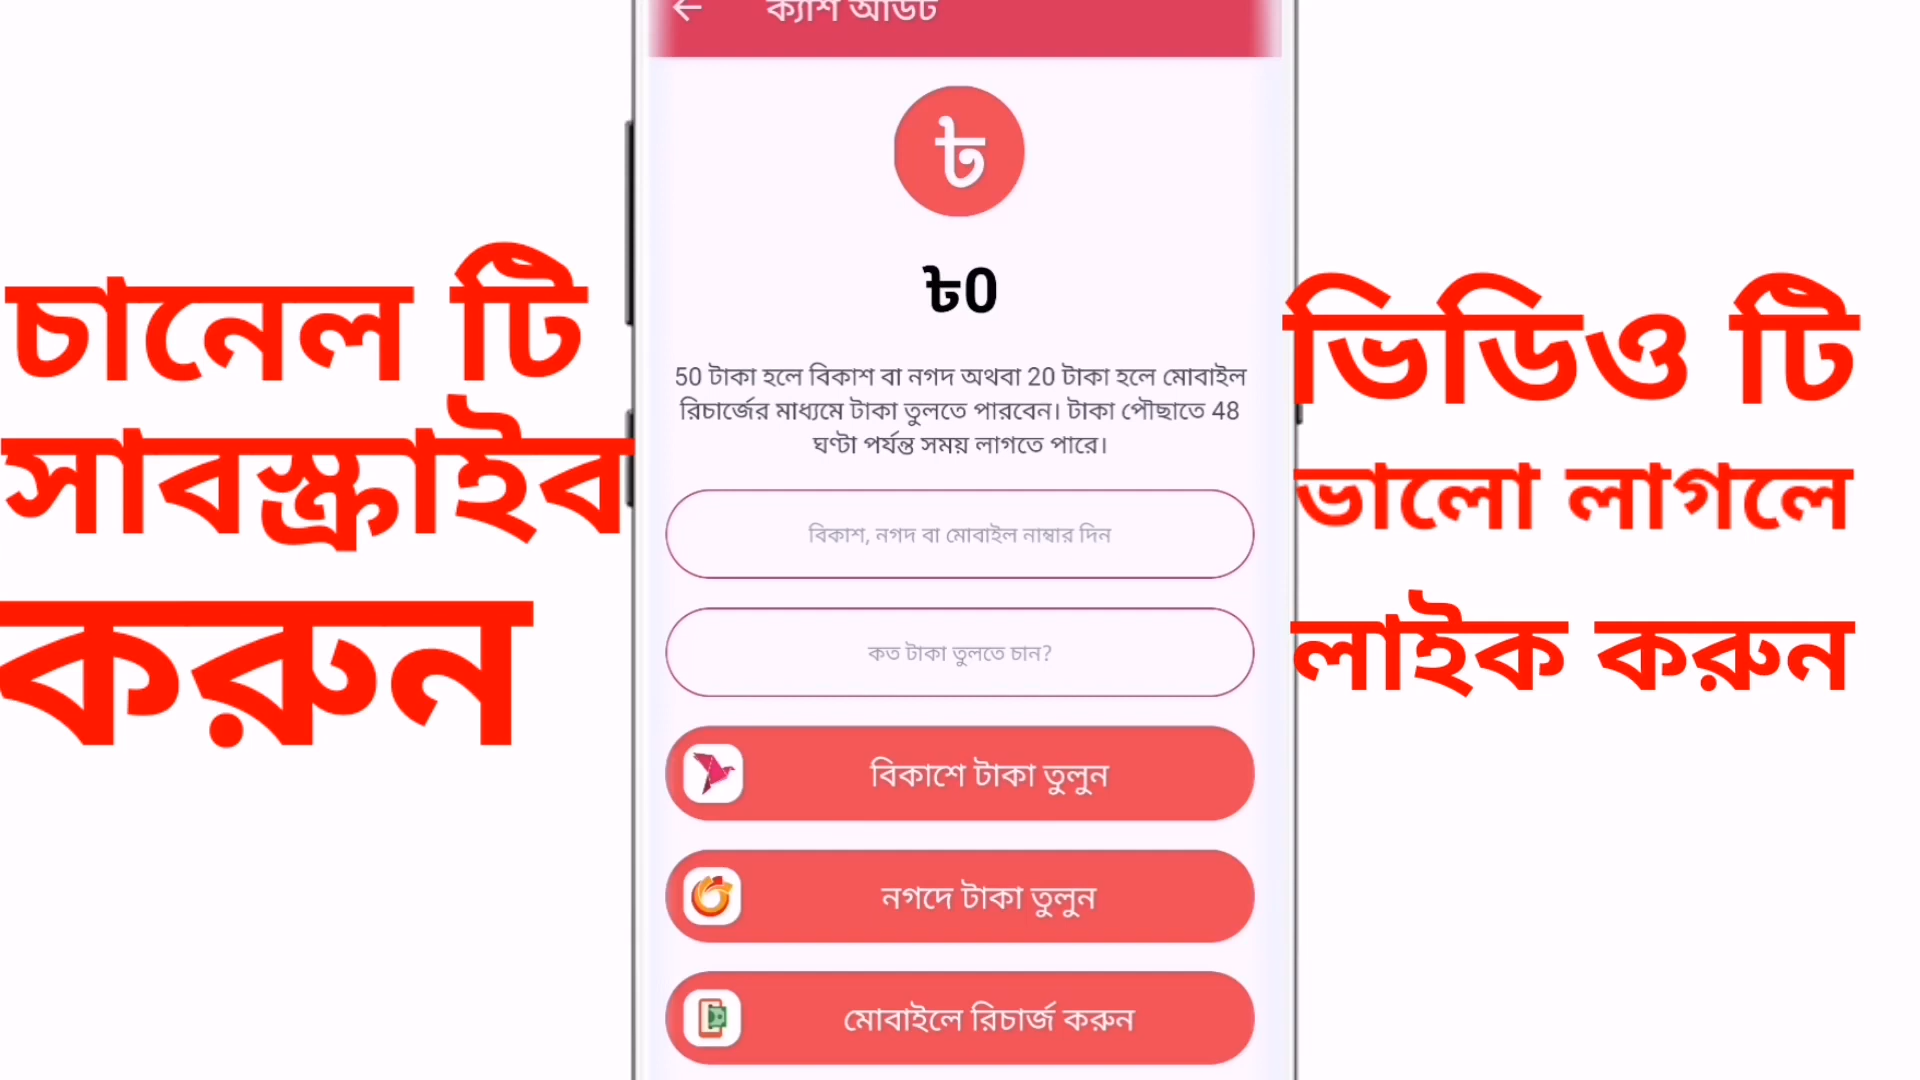 ক্যাশ আউট
৳
৳0
50 টাকা হলে বিকাশ বা নগদ অথবা 20 টাকা হলে মোবাইল
রিচার্জের মাধ্যমে টাকা তুলতে পারবেন। টাকা পৌছাতে 48
ঘণ্টা পর্যন্ত সময় লাগতে পারে।
বিকাশ, নগদ বা মোবাইল নাম্বার দিন
কত টাকা তুলতে চান?
বিকাশে টাকা তুলুন
নগদে টাকা তুলুন
মোবাইলে রিচার্জ করুন
চানেল টি
সাবস্ক্রাইব
করুন
ভিডিও টি
ভালো লাগলে
লাইক করুন